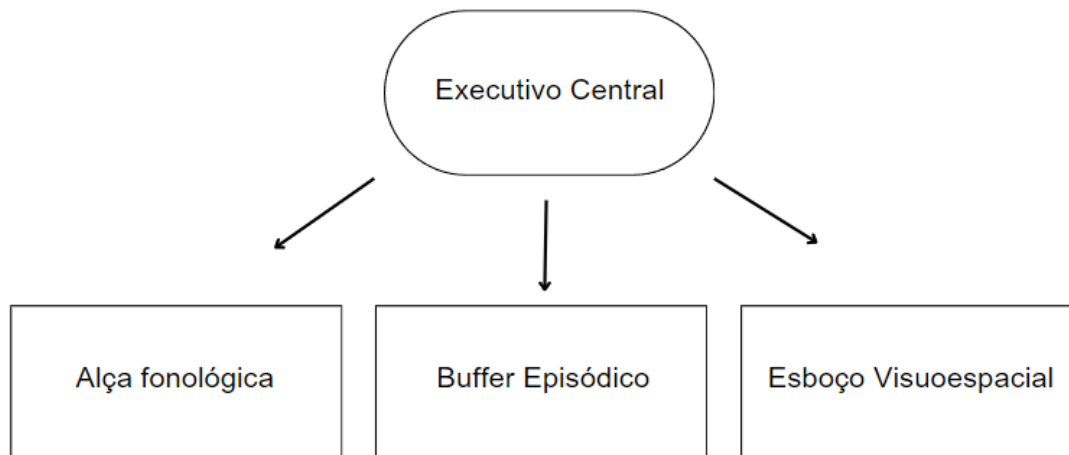 Executivo Central
Alça fonológica
Buffer Episódico
Esboço Visuoespacial